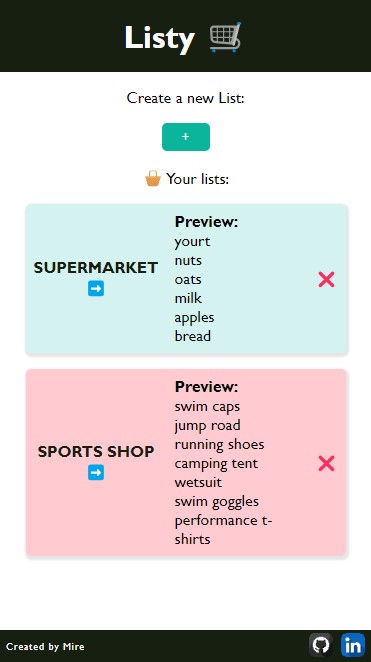 Listy
Create a new List:
+
Your lists:
SUPERMARKET
Preview:
yourt
nuts
oats
milk
apples
bread
SPORTS SHOP
Preview:
swim caps
jump road
running shoes
camping tent
wetsuit
swim goggles
performance t-
shirts
Created by Mire
in